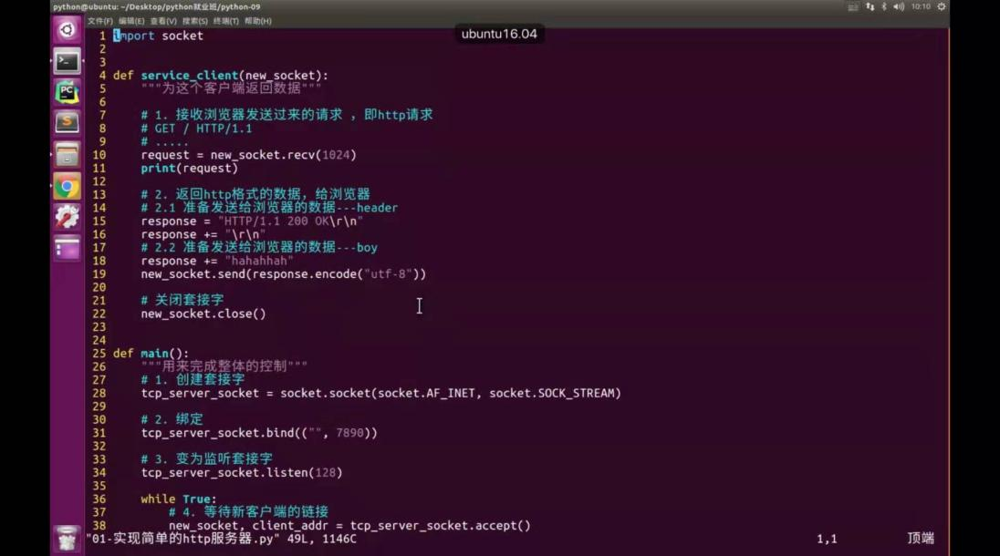 python@ubuntu: ~/Desktop/python就业班/python-09
10:10
文件(F) 编辑(E) 查看(V) 搜索(S) 终端(T) 帮助(H)
ubuntu16.04
1 import socket
2
3
4 def service_client(new_socket):
5 """为这个客户端返回数据"""
6
7 # 1. 接收浏览器发送过来的请求 ，即http请求
8 # GET / HTTP/1.1
9 # .....
10 request = new_socket.recv(1024)
11 print(request)
12
13 # 2. 返回http格式的数据，给浏览器
14 # 2.1 准备发送给浏览器的数据---header
15 response = "HTTP/1.1 200 OK\r\n"
16 response += "\r\n"
17 # 2.2 准备发送给浏览器的数据---boy
18 response += "hahahhah"
19 new_socket.send(response.encode("utf-8"))
20
21 # 关闭套接字
22 new_socket.close()
23
24
25 def main():
26 """用来完成整体的控制"""
27 # 1. 创建套接字
28 tcp_server_socket = socket.socket(socket.AF_INET, socket.SOCK_STREAM)
29
30 # 2. 绑定
31 tcp_server_socket.bind(("", 7890))
32
33 # 3. 变为监听套接字
34 tcp_server_socket.listen(128)
35
36 while True:
37 # 4. 等待新客户端的链接
38 new_socket, client_addr = tcp_server_socket.accept()
"01-实现简单的http服务器.py" 49L, 1146C 1,1 顶端